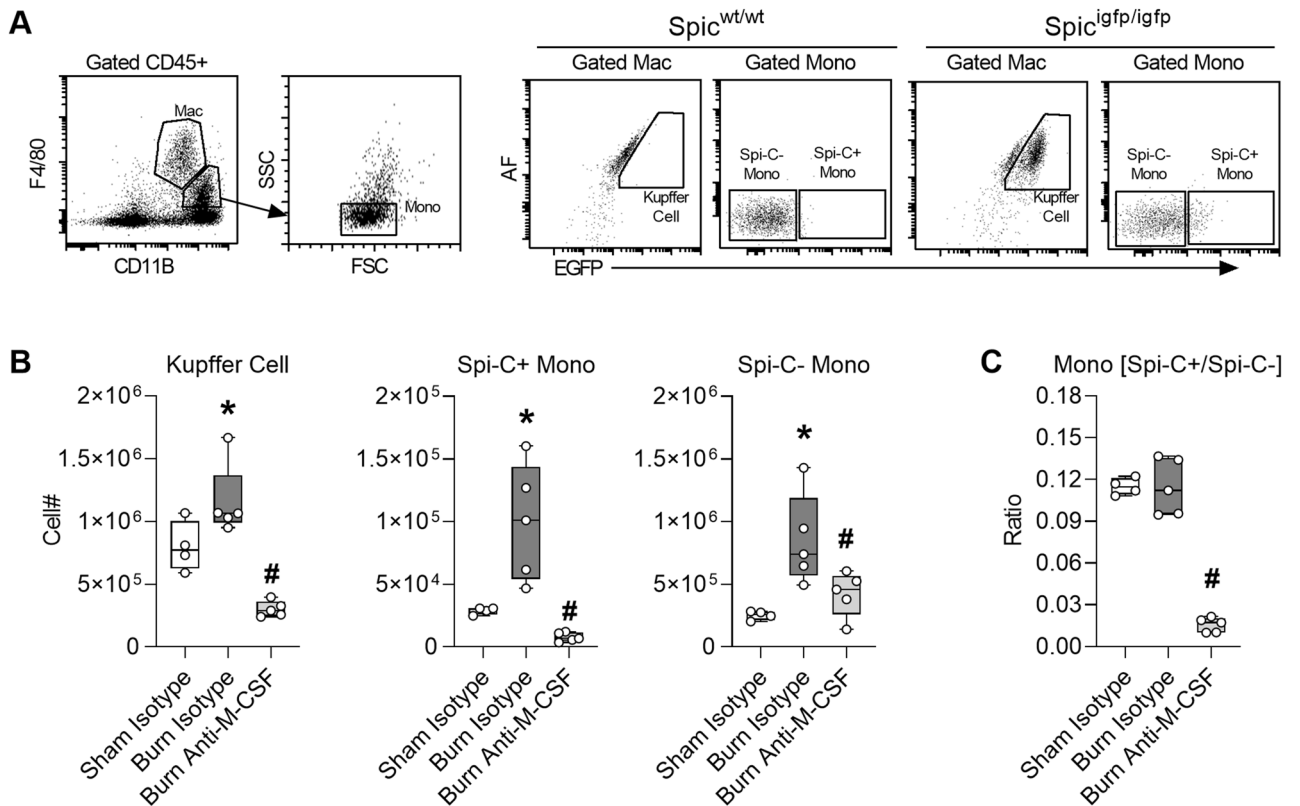 A
Spic^wt/wt
Spic^igfp/igfp
Gated CD45+
Gated Mac
Gated Mono
Gated Mac
Gated Mono
Mac
F4/80
SSC
Mono
AF
Spi-C-
Mono
Spi-C+
Mono
Kupffer
Cell
Spi-C-
Mono
Spi-C+
Mono
Kupffer
Cell
CD11B
FSC
EGFP
B
Kupffer Cell
Cell#
2×10^6
1.5×10^6
1×10^6
5×10^5
0
*
#
Sham Isotype
Burn Isotype
Burn Anti-M-CSF
Spi-C+ Mono
2×10^5
1.5×10^5
1×10^5
5×10^4
0
*
#
Sham Isotype
Burn Isotype
Burn Anti-M-CSF
Spi-C- Mono
2×10^6
1.5×10^6
1×10^6
5×10^5
0
*
#
Sham Isotype
Burn Isotype
Burn Anti-M-CSF
C
Mono [Spi-C+/Spi-C-]
Ratio
0.18
0.15
0.12
0.09
0.06
0.03
0.00
#
Sham Isotype
Burn Isotype
Burn Anti-M-CSF